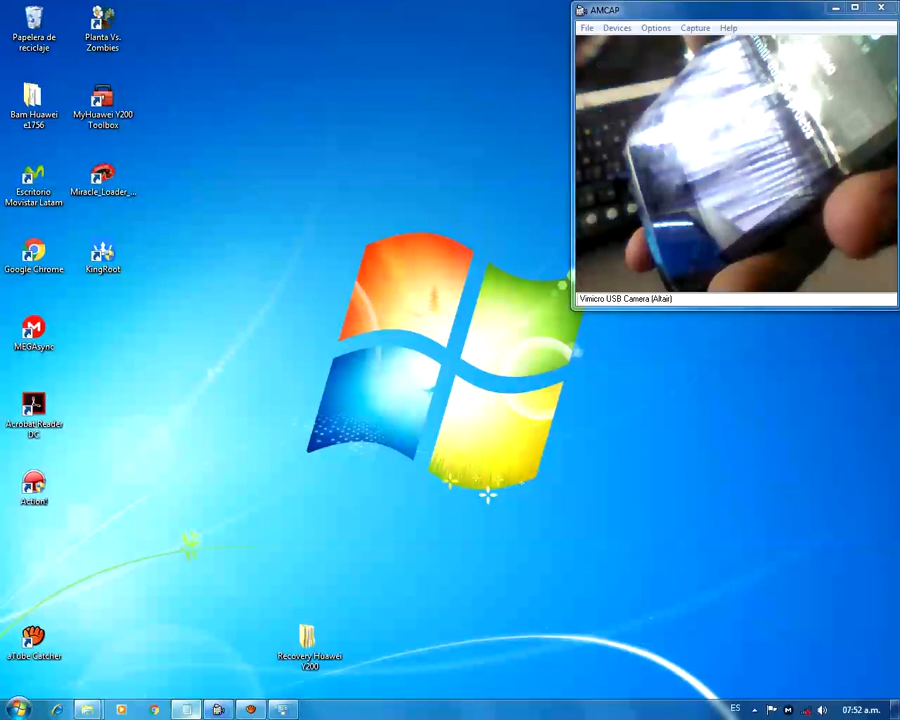 Papelera de
reciclaje
Planta Vs.
Zombies
Bam Huawei
e1756
MyHuawei Y200
Toolbox
Escritorio
Movistar Latam
Miracle_Loader_...
Google Chrome
KingRoot
MEGAsync
Acrobat Reader
DC
Action!
aTube Catcher
Recovery Huawei
Y200
AMCAP
File Devices Options Capture Help
Vimicro USB Camera (Altair)
ES
07:52 a.m.